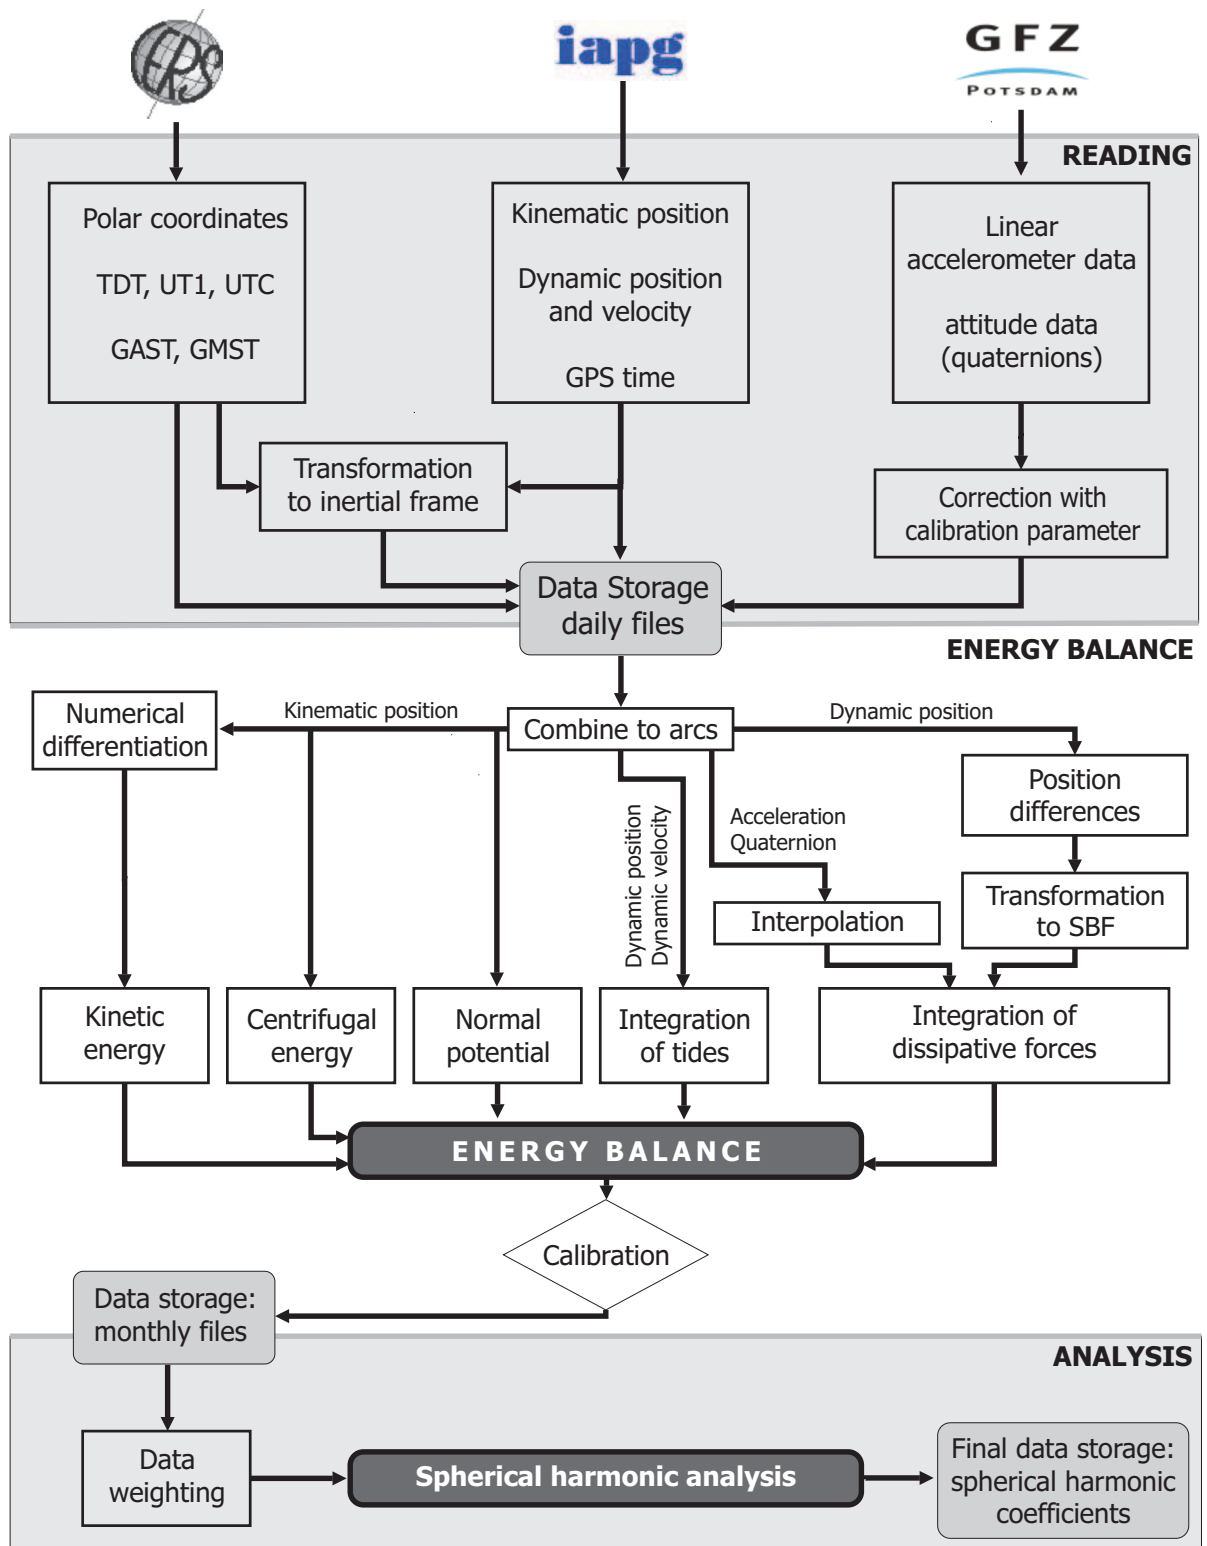 IERS
iapg
GFZ
POTSDAM
READING
Polar coordinates
TDT, UT1, UTC
GAST, GMST
Kinematic position
Dynamic position
and velocity
GPS time
Linear
accelerometer data
attitude data
(quaternions)
Transformation
to inertial frame
Correction with
calibration parameter
Data Storage
daily files
ENERGY BALANCE
Numerical
differentiation
Kinematic position
Combine to arcs
Dynamic position
Position
differences
Dynamic position
Dynamic velocity
Acceleration
Quaternion
Interpolation
Transformation
to SBF
Kinetic
energy
Centrifugal
energy
Normal
potential
Integration
of tides
Integration of
dissipative forces
ENERGY BALANCE
Calibration
Data storage:
monthly files
ANALYSIS
Data
weighting
Spherical harmonic analysis
Final data storage:
spherical harmonic
coefficients